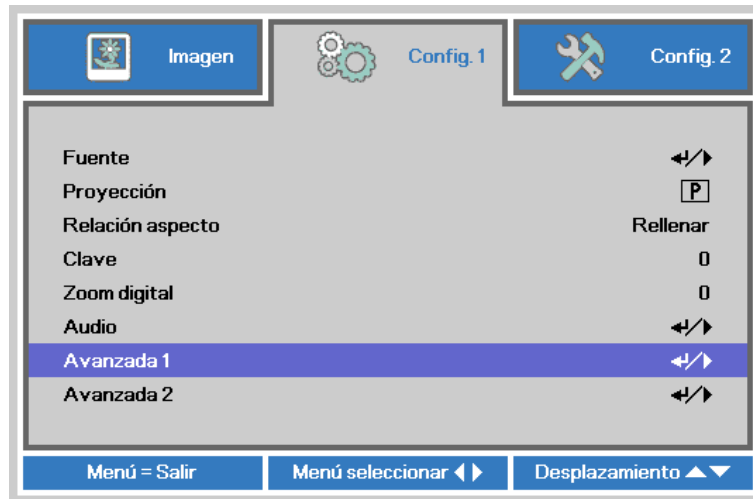 Imagen Config. 1 Config. 2
Fuente
Proyección P
Relación aspecto Rellenar
Clave 0
Zoom digital 0
Audio
Avanzada 1
Avanzada 2
Menú = Salir Menú seleccionar Desplazamiento